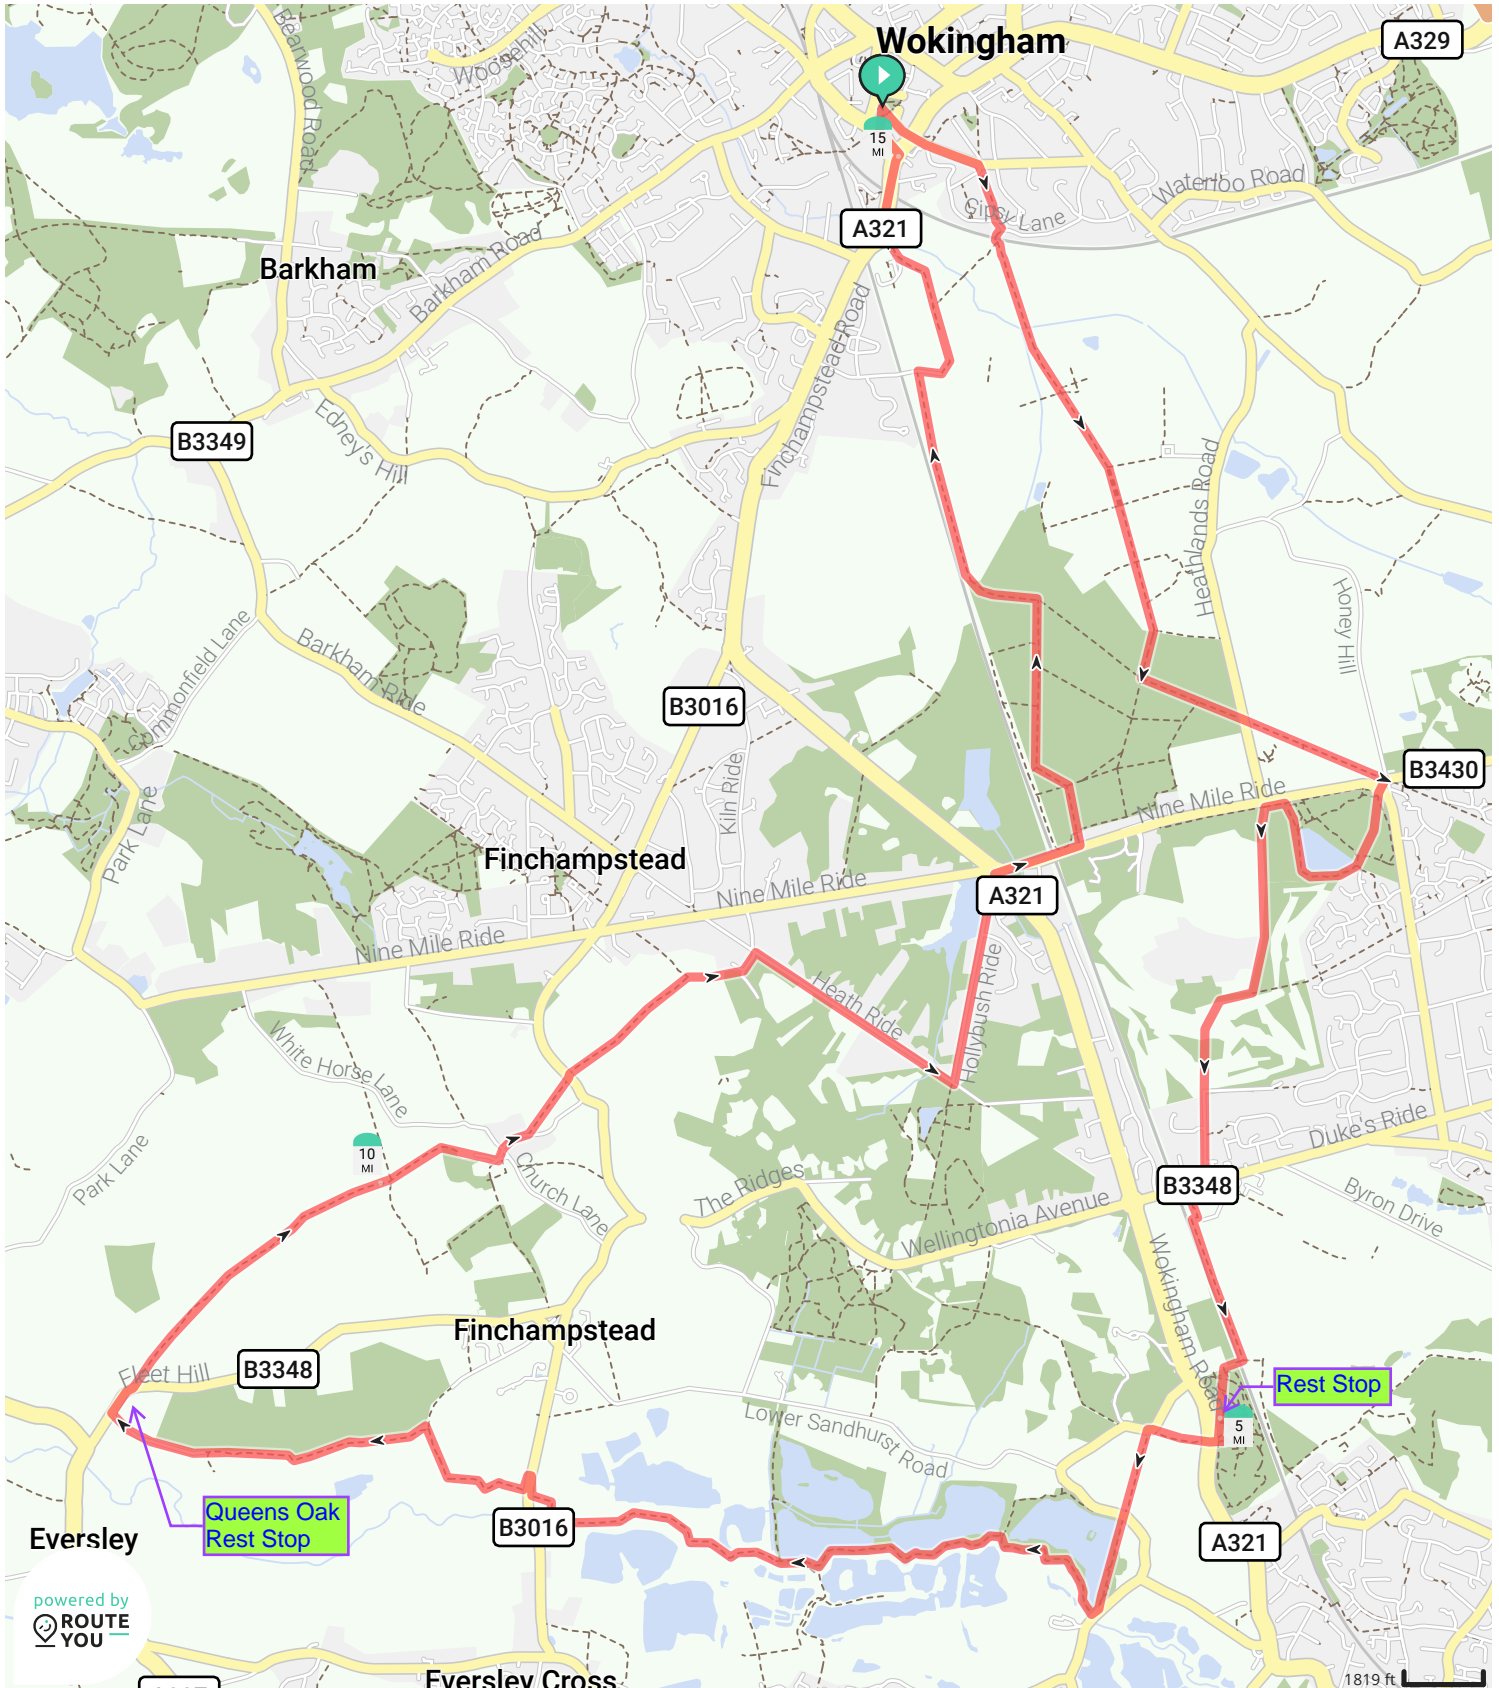 Wokingham
A329
Bearwood Road
Woosehill
15
MI
Waterloo Road
Gipsy Lane
A321
Barkham
Barkham Road
Finchampstead Road
Edney's Hill
B3349
Finchampstead Road
Heathlands Road
Honey Hill
Commonfield Lane
Barkham Ride
B3016
B3430
Nine Mile Ride
Kiln Ride
Park Lane
Finchampstead
Nine Mile Ride
A321
Nine Mile Ride
Heath Ride
Hollybush Ride
White Horse Lane
10
MI
Park Lane
Church Lane
Duke's Ride
B3348
Byron Drive
The Ridges
Wellingtonia Avenue
Wokingham Road
Finchampstead
Fleet Hill
B3348
Rest Stop
5
MI
Lower Sandhurst Road
Queens Oak
Rest Stop
B3016
A321
Eversley
powered by
ROUTE
YOU
Eversley Cross
1819 ft